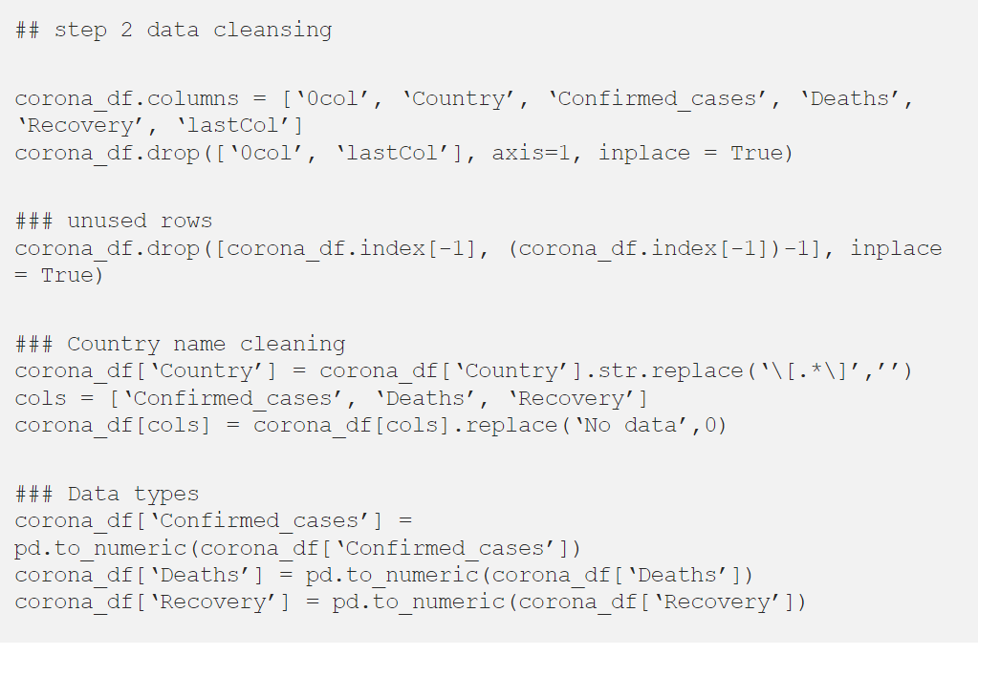 ## step 2 data cleansing
corona_df.columns = [‘0col’, ‘Country’, ‘Confirmed_cases’, ‘Deaths’,
‘Recovery’, ‘lastCol’]
corona_df.drop([‘0col’, ‘lastCol’], axis=1, inplace = True)
### unused rows
corona_df.drop([corona_df.index[-1], (corona_df.index[-1])-1], inplace
= True)
### Country name cleaning
corona_df[‘Country’] = corona_df[‘Country’].str.replace(‘\[.*\]’,’’)
cols = [‘Confirmed_cases’, ‘Deaths’, ‘Recovery’]
corona_df[cols] = corona_df[cols].replace(‘No data’,0)
### Data types
corona_df[‘Confirmed_cases’] =
pd.to_numeric(corona_df[‘Confirmed_cases’])
corona_df[‘Deaths’] = pd.to_numeric(corona_df[‘Deaths’])
corona_df[‘Recovery’] = pd.to_numeric(corona_df[‘Recovery’])